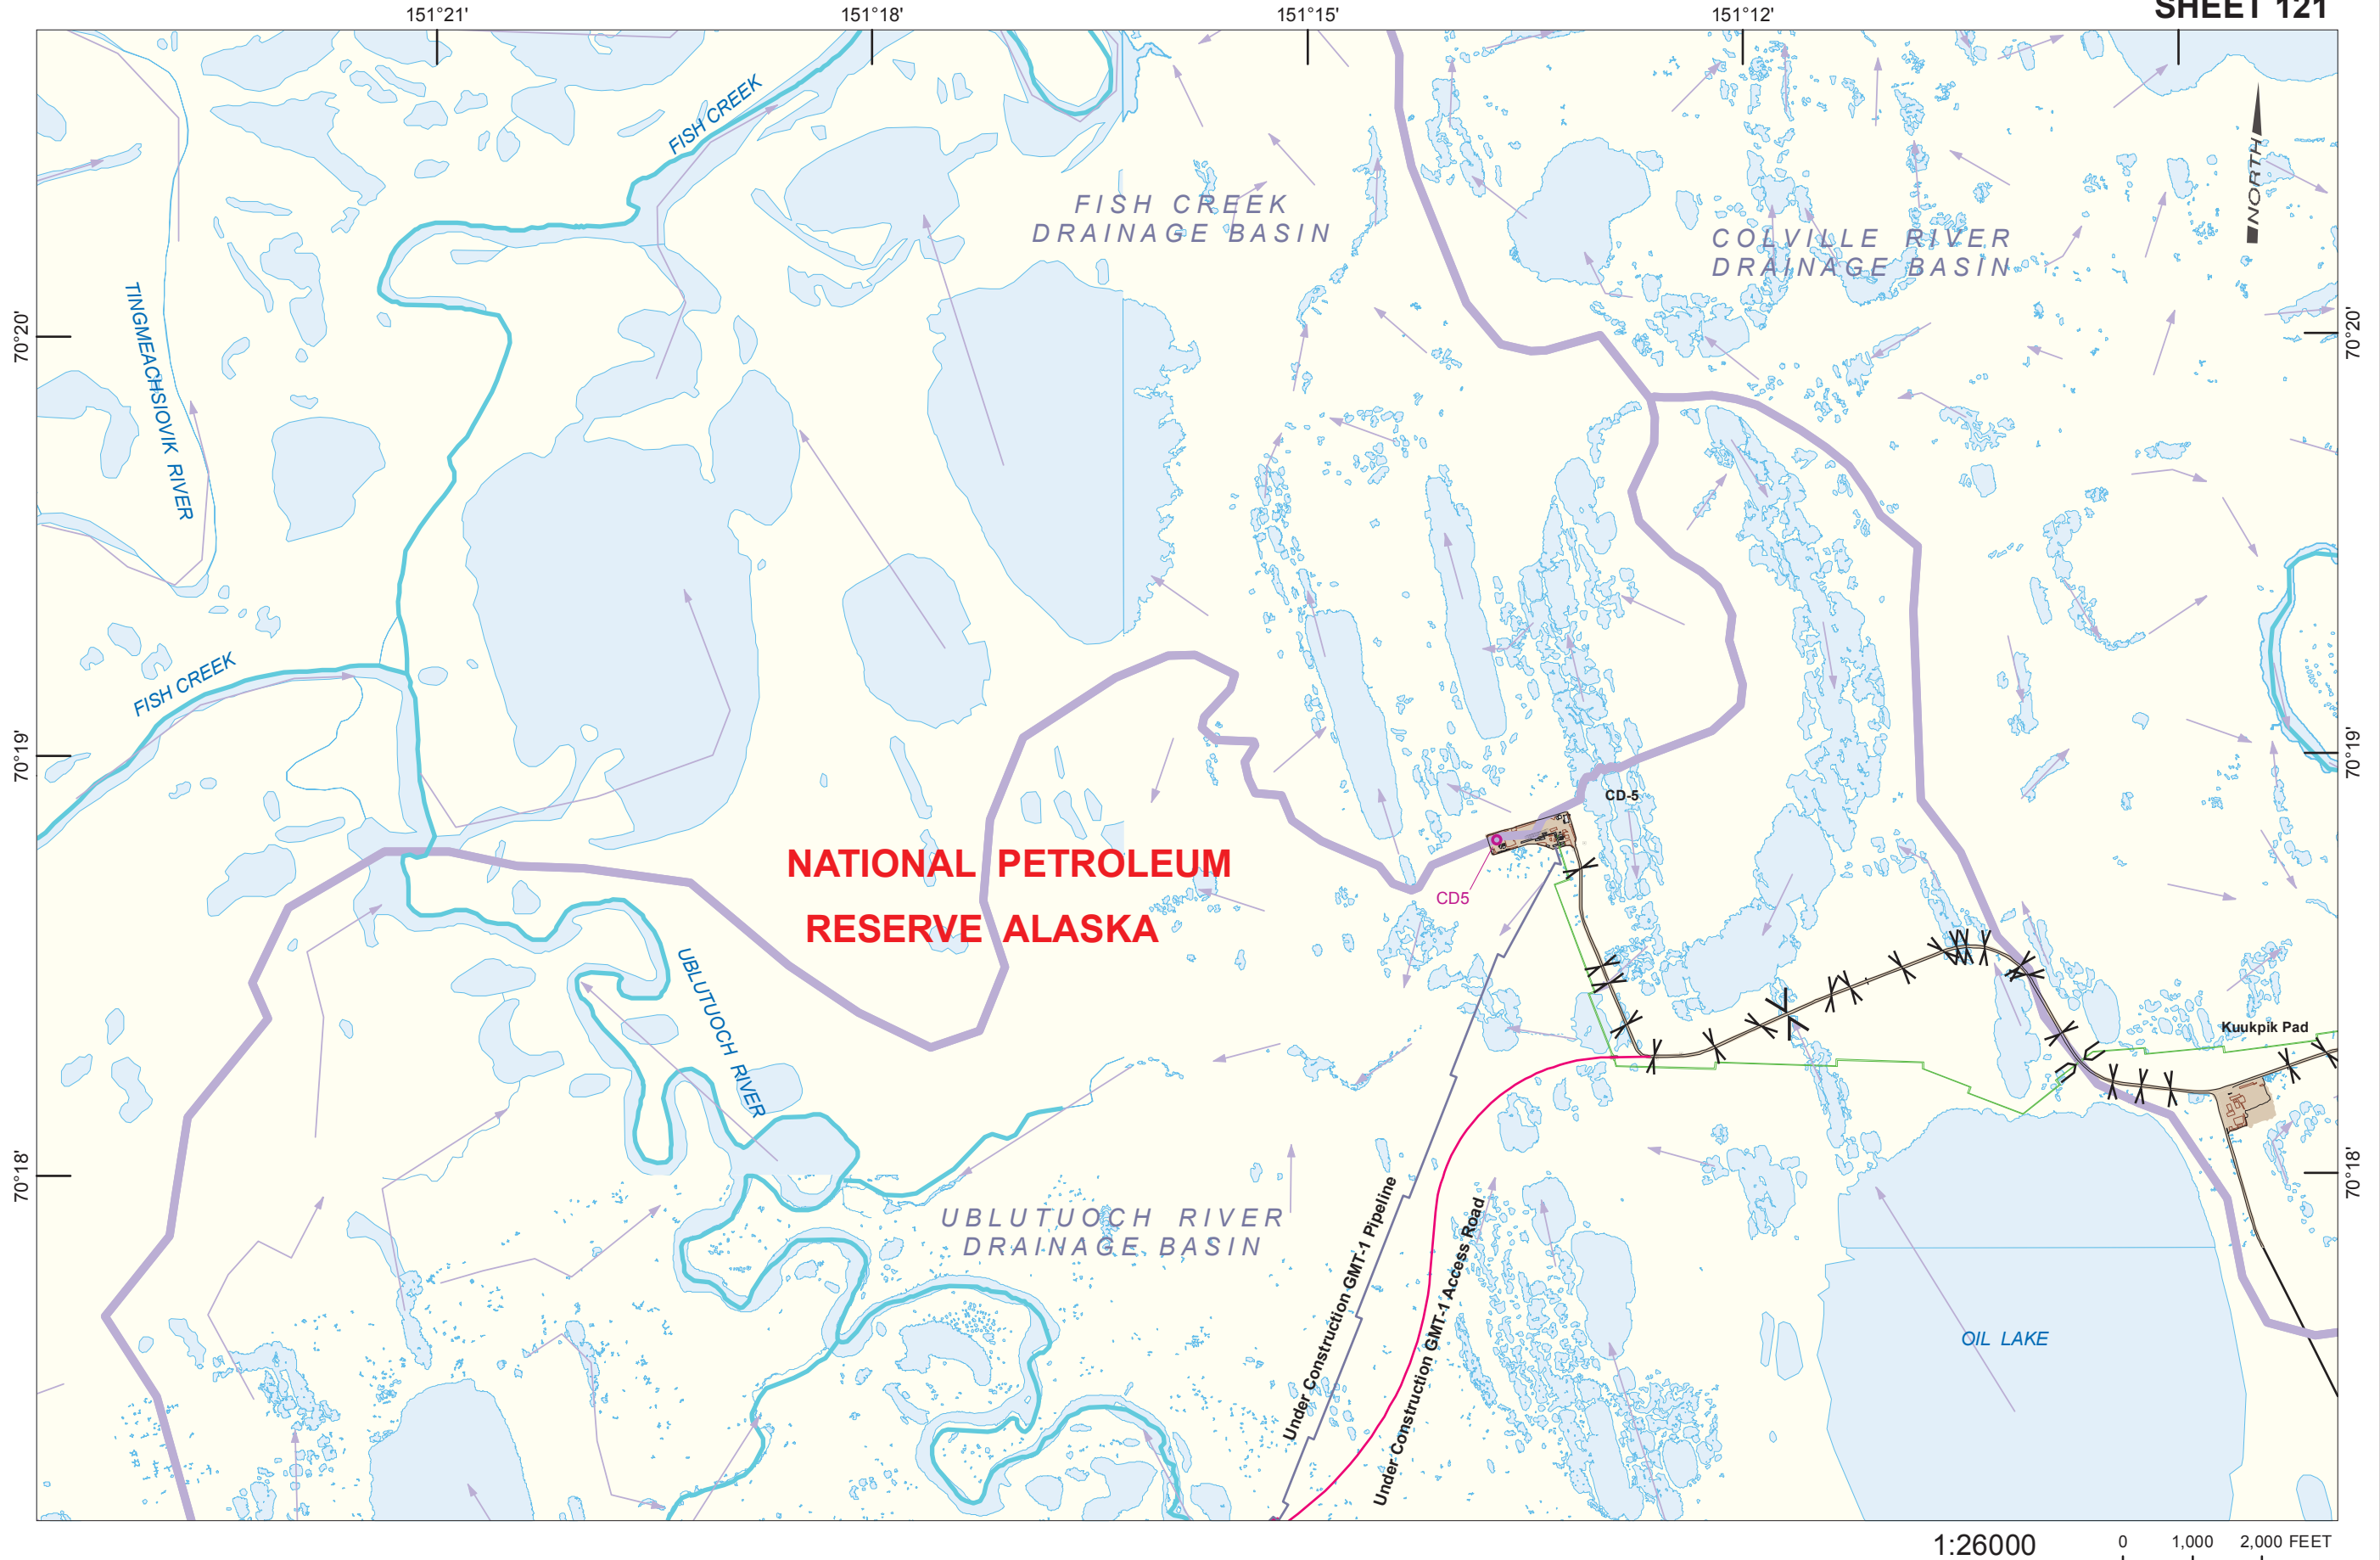 SHEET 121
151°21'
151°18'
151°15'
151°12'
FISH CREEK
NORTH
FISH CREEK
DRAINAGE BASIN
COLVILLE RIVER
DRAINAGE BASIN
TINGMEACHSIOVIK RIVER
70°20'
70°20'
FISH CREEK
70°19'
70°19'
CD-5
NATIONAL PETROLEUM
RESERVE ALASKA
CD5
UBLUTUOCH RIVER
Kuukpik Pad
70°18'
70°18'
UBLUTUOCH RIVER
DRAINAGE BASIN
Under Construction GMT-1 Pipeline
Under Construction GMT-1 Access Road
OIL LAKE
1:26000
0 1,000 2,000 FEET